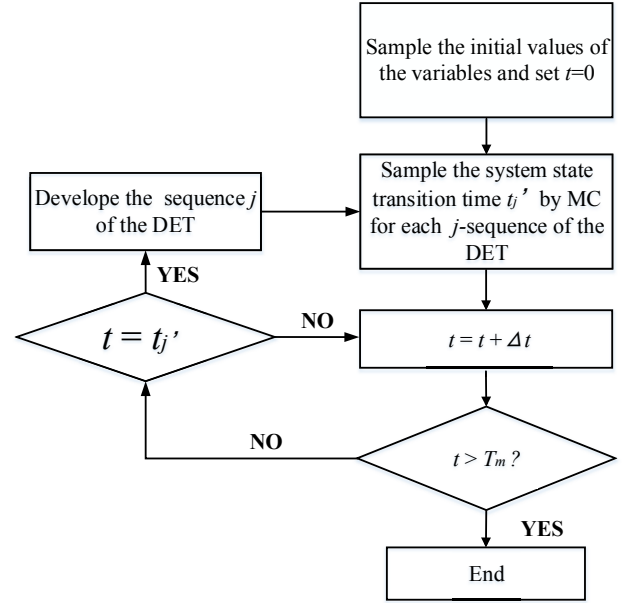 Sample the initial values of
the variables and set t=0
Develope the sequence j
of the DET
Sample the system state
transition time tj’ by MC
for each j-sequence of the
DET
YES
t = tj’
NO
t = t + Δt
NO
t > Tm ?
YES
End